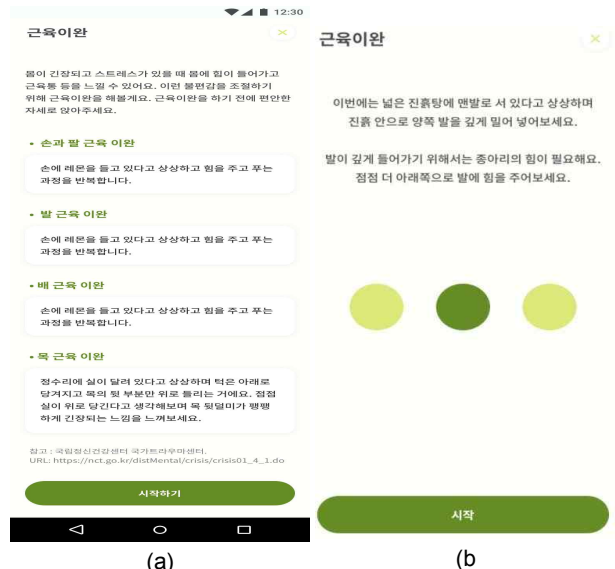 12:30
근육이완
몸이 긴장되고 스트레스가 있을 때 몸에 힘이 들어가고
근육통 등을 느낄 수 있어요. 이런 불편감을 조절하기
위해 근육이완을 해볼게요. 근육이완을 하기 전에 편안한
자세로 앉아주세요.
• 손과 팔 근육 이완
손에 레몬을 들고 있다고 상상하고 힘을 주고 푸는
과정을 반복합니다.
• 발 근육 이완
손에 레몬을 들고 있다고 상상하고 힘을 주고 푸는
과정을 반복합니다.
• 배 근육 이완
손에 레몬을 들고 있다고 상상하고 힘을 주고 푸는
과정을 반복합니다.
• 목 근육 이완
정수리에 실이 달려 있다고 상상하며 턱은 아래로
당겨지고 목의 뒷 부분만 위로 들리는 거에요. 점점
실이 위로 당긴다고 생각해보며 목 뒷덜미가 팽팽
하게 긴장되는 느낌을 느껴보세요.
참고 : 국립정신건강센터 국가트라우마센터.
URL: https://nct.go.kr/distMental/crisis/crisis01_4_1.do
시작하기
(a)
근육이완
이번에는 넓은 진흙탕에 맨발로 서 있다고 상상하며
진흙 안으로 양쪽 발을 깊게 밀어 넣어보세요.
발이 깊게 들어가기 위해서는 종아리의 힘이 필요해요.
점점 더 아래쪽으로 발에 힘을 주어보세요.
시작
(b